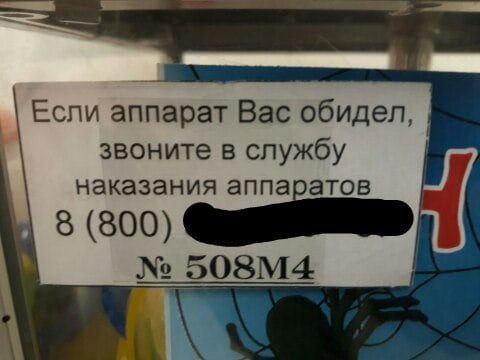 Если аппарат Вас обидел,
звоните в службу
наказания аппаратов
8 (800)
№ 508М4
Н